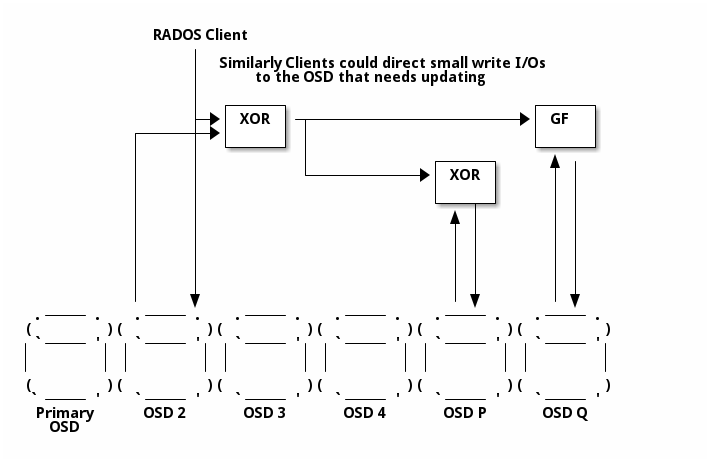 RADOS Client
Similarly Clients could direct small write I/Os
to the OSD that needs updating
XOR
GF
XOR
Primary
OSD
OSD 2
OSD 3
OSD 4
OSD P
OSD Q